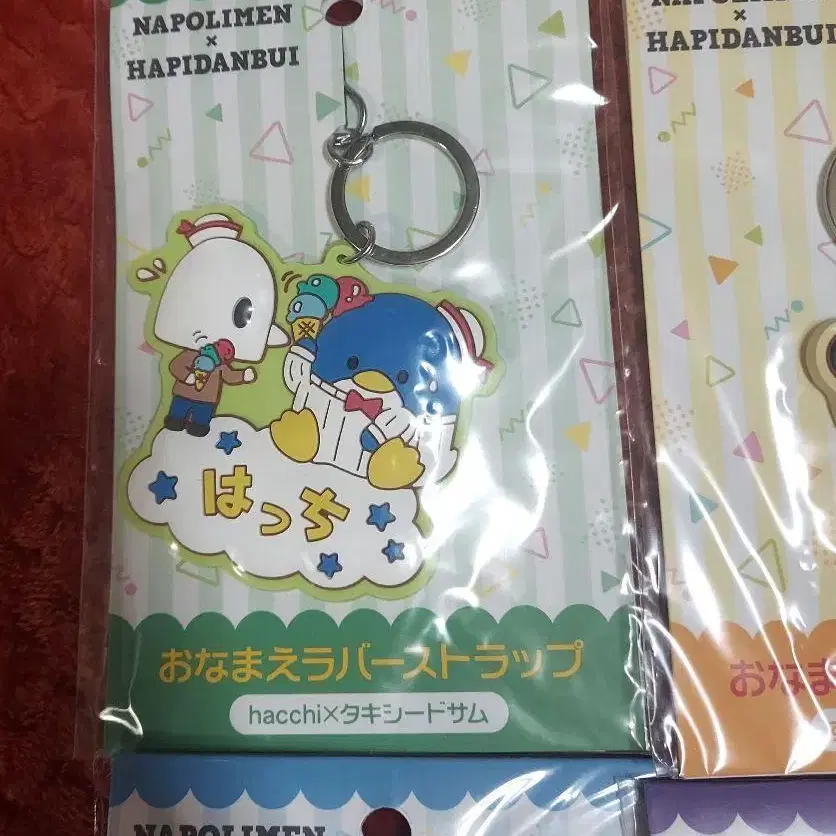 NAPOLIMEN
×
HAPIDANBUI
はっち
おなまえラバーストラップ
hacchi×タキシードサム
×
HAPIDANBUI
おなま
NAPOLIMEN